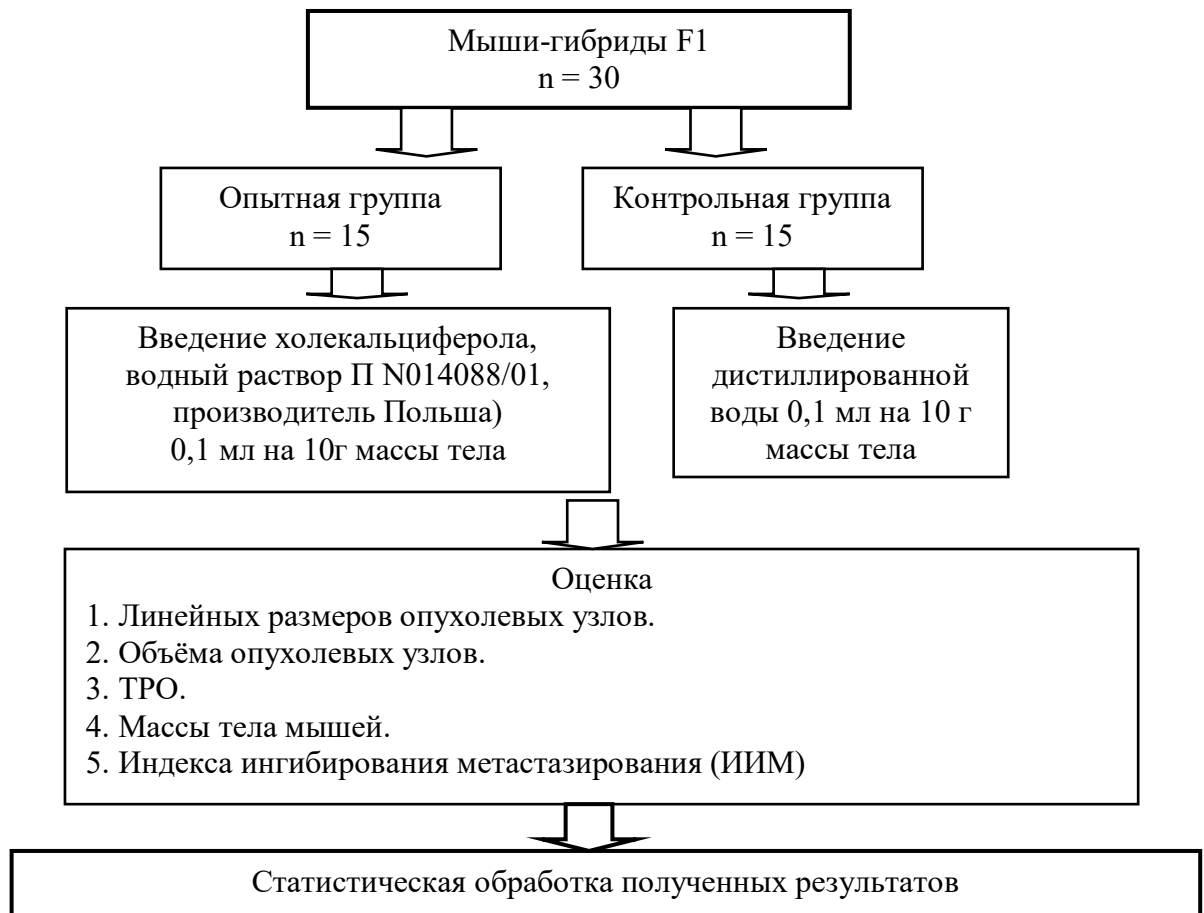 Мыши-гибриды F1
n = 30
Опытная группа
n = 15
Контрольная группа
n = 15
Введение холекальциферола,
водный раствор П N014088/01,
производитель Польша)
0,1 мл на 10г массы тела
Введение
дистиллированной
воды 0,1 мл на 10 г
массы тела
Оценка
1. Линейных размеров опухолевых узлов.
2. Объёма опухолевых узлов.
3. ТРО.
4. Массы тела мышей.
5. Индекса ингибирования метастазирования (ИИМ)
Статистическая обработка полученных результатов